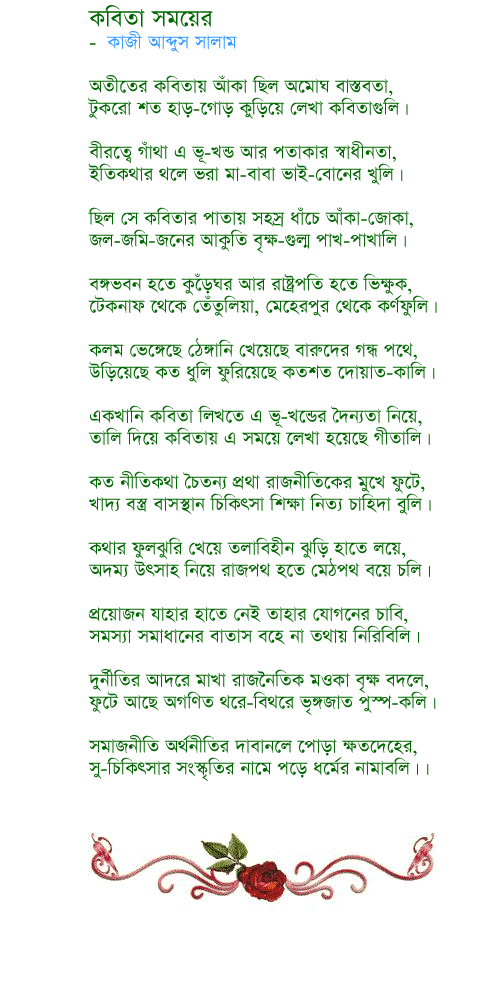 কবিতা সময়ের
- কাজী আব্দুস সালাম
অতীতের কবিতায় আঁকা ছিল অমোঘ বাস্তবতা,
টুকরো শত হাড়-গোড় কুড়িয়ে লেখা কবিতাগুলি।
বীরত্বে গাঁথা এ ভূ-খন্ড আর পতাকার স্বাধীনতা,
ইতিকথার থলে ভরা মা-বাবা ভাই-বোনের খুলি।
ছিল সে কবিতার পাতায় সহস্র ধাঁচে আঁকা-জোকা,
জল-জমি-জনের আকুতি বৃক্ষ-গুল্ম পাখ-পাখালি।
বঙ্গভবন হতে কুড়েঁঘর আর রাষ্ট্রপতি হতে ভিক্ষুক,
টেকনাফ থেকে তেঁতুলিয়া, মেহেরপুর থেকে কর্ণফুলি।
কলম ভেঙ্গেছে ঠেঙ্গানি খেয়েছে বারুদের গন্ধ পথে,
উড়িয়েছে কত ধুলি ফুরিয়েছে কতশত দোয়াত-কালি।
একখানি কবিতা লিখতে এ ভূ-খন্ডের দৈন্যতা নিয়ে,
তালি দিয়ে কবিতায় এ সময়ে লেখা হয়েছে গীতালি।
কত নীতিকথা চৈতন্য প্রথা রাজনীতিকের মুখে ফুটে,
খাদ্য বস্ত্র বাসস্থান চিকিৎসা শিক্ষা নিত্য চাহিদা বুলি।
কথার ফুলঝুরি খেয়ে তলাবিহীন ঝুড়ি হাতে লয়ে,
অদম্য উৎসাহ নিয়ে রাজপথ হতে মেঠপথ বয়ে চলি।
প্রয়োজন যাহার হাতে নেই তাহার যোগনের চাবি,
সমস্যা সমাধানের বাতাস বহে না তথায় নিরিবিলি।
দুর্নীতির আদরে মাখা রাজনৈতিক মওকা বৃক্ষ বদলে,
ফুটে আছে অগণিত থরে-বিথরে ভৃঙ্গজাত পুস্প-কলি।
সমাজনীতি অর্থনীতির দাবানলে পোড়া ক্ষতদেহের,
সু-চিকিৎসার সংস্কৃতির নামে পড়ে ধর্মের নামাবলি।।